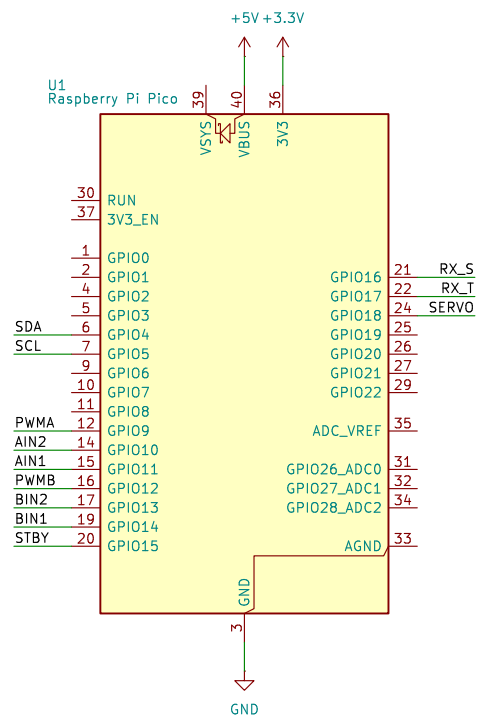 +5V +3.3V
U1
Raspberry Pi Pico
39 40 36
VSYS VBUS 3V3
30 RUN
37 3V3_EN
1 GPIO0
2 GPIO1 GPIO16 21 RX_S
4 GPIO2 GPIO17 22 RX_T
5 GPIO3 GPIO18 24 SERVO
SDA 6 GPIO4 GPIO19 25
SCL 7 GPIO5 GPIO20 26
9 GPIO6 GPIO21 27
10 GPIO7 GPIO22 29
11 GPIO8
PWMA 12 GPIO9 ADC_VREF 35
AIN2 14 GPIO10
AIN1 15 GPIO11 GPIO26_ADC0 31
PWMB 16 GPIO12 GPIO27_ADC1 32
BIN2 17 GPIO13 GPIO28_ADC2 34
BIN1 19 GPIO14
STBY 20 GPIO15 AGND 33
GND
3
GND